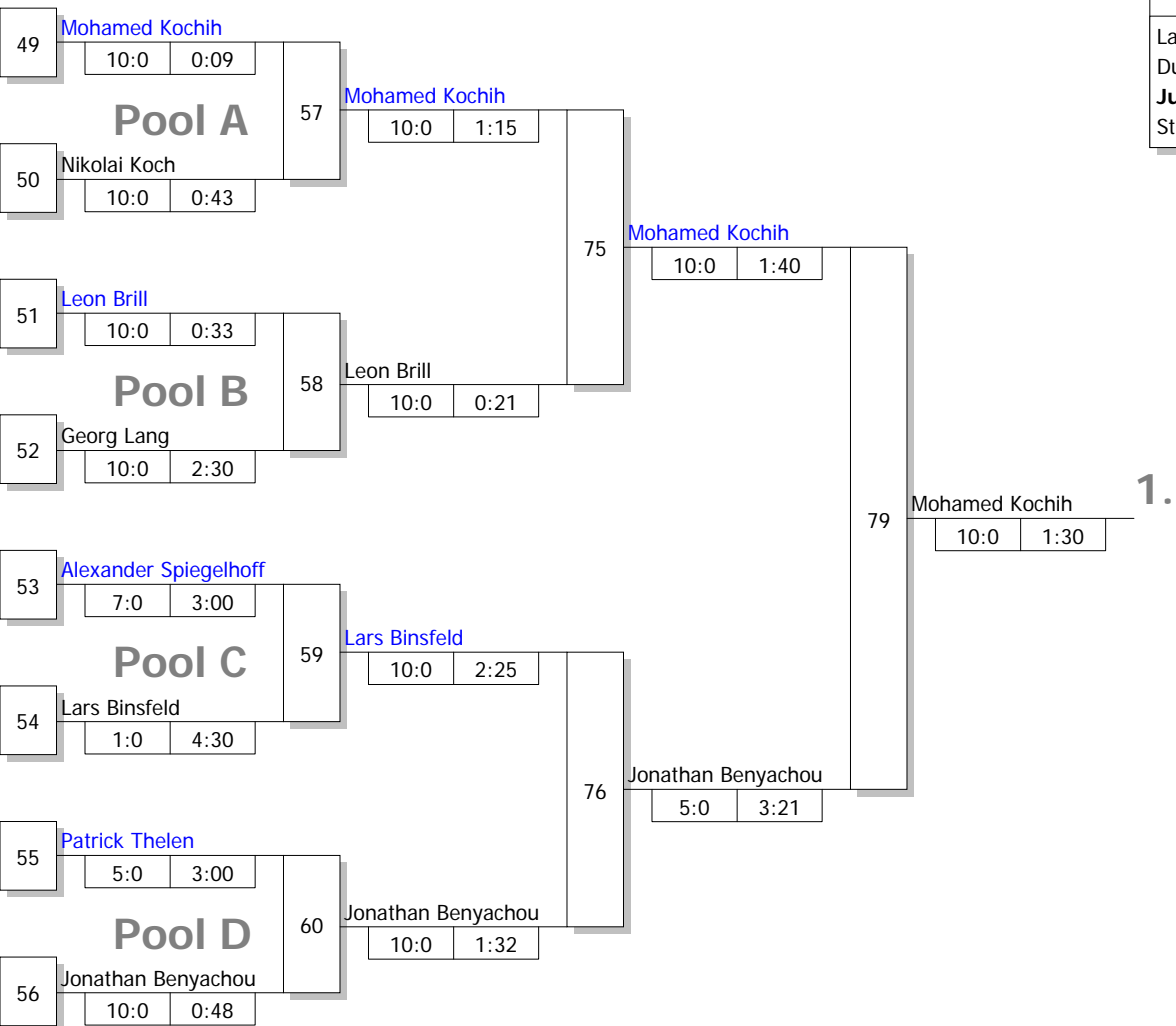 49
Mohamed Kochih
10:0 0:09
Pool A
57
Mohamed Kochih
10:0 1:15
50
Nikolai Koch
10:0 0:43
75
Mohamed Kochih
10:0 1:40
51
Leon Brill
10:0 0:33
Pool B
58
Leon Brill
10:0 0:21
52
Georg Lang
10:0 2:30
79
Mohamed Kochih
10:0 1:30
1.
53
Alexander Spiegelhoff
7:0 3:00
Pool C
59
Lars Binsfeld
10:0 2:25
54
Lars Binsfeld
1:0 4:30
76
Jonathan Benyachou
5:0 3:21
55
Patrick Thelen
5:0 3:00
Pool D
60
Jonathan Benyachou
10:0 1:32
56
Jonathan Benyachou
10:0 0:48
La
Du
Ju
St